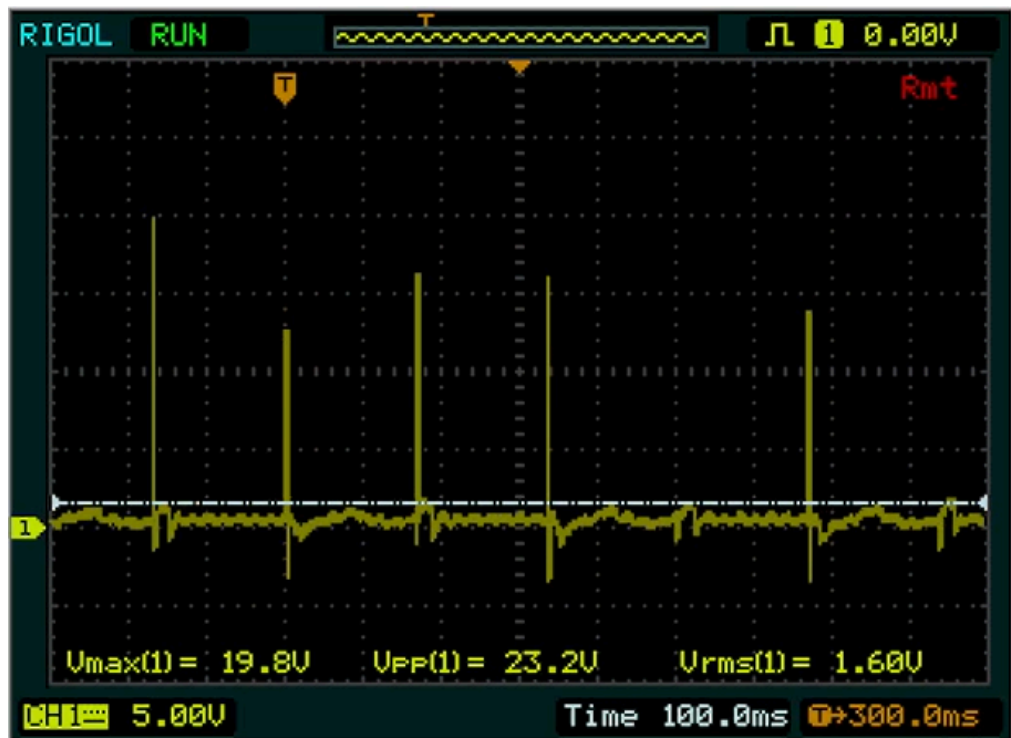 RIGOL RUN T 1 0.00V
T Rmt
1
Vmax(1)= 19.8V Vpp(1)= 23.2V Vrms(1)= 1.60V
CH1 5.00V Time 100.0ms T→300.0ms